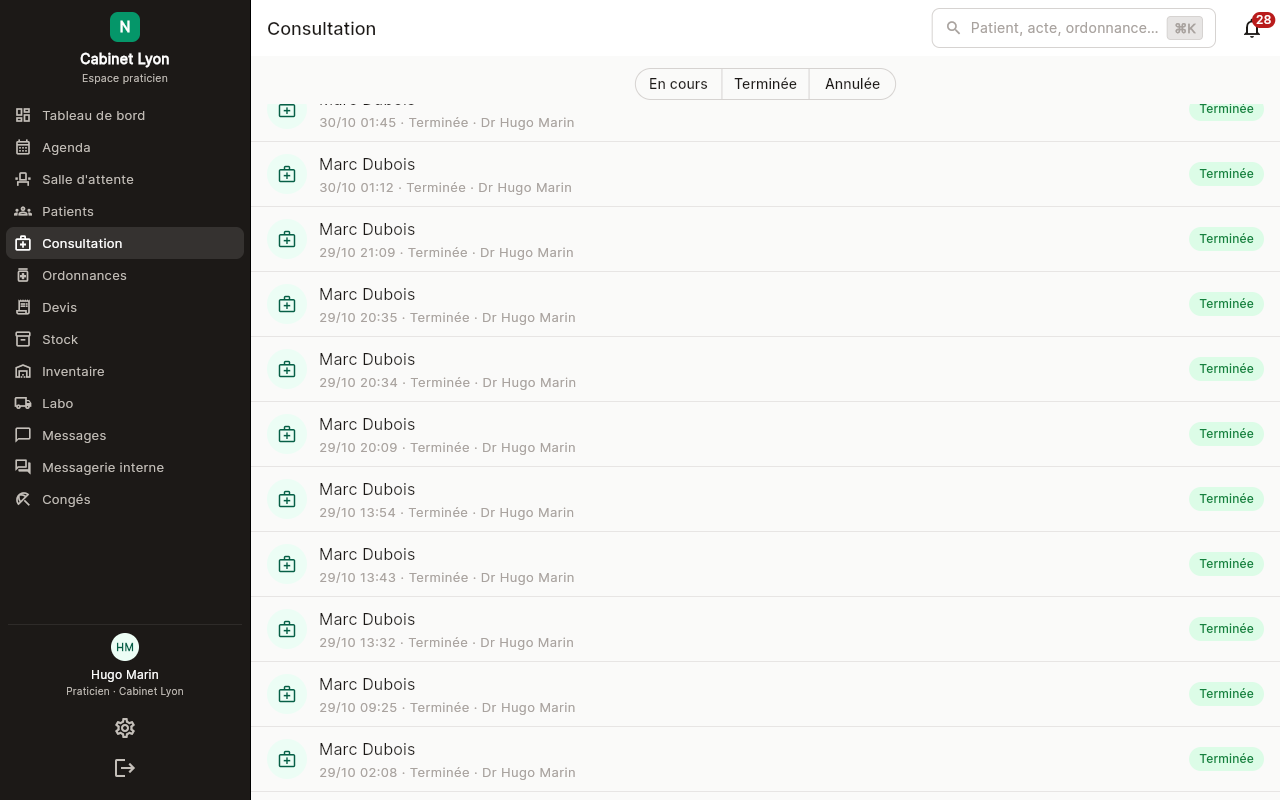 N
Cabinet Lyon
Espace praticien
Tableau de bord
Agenda
Salle d'attente
Patients
Consultation
Ordonnances
Devis
Stock
Inventaire
Labo
Messages
Messagerie interne
Congés
HM
Hugo Marin
Praticien · Cabinet Lyon
Consultation
Patient, acte, ordonnance... ⌘K
28
En cours Terminée Annulée
Marc Dubois
30/10 01:45 · Terminée · Dr Hugo Marin
Terminée
Marc Dubois
30/10 01:12 · Terminée · Dr Hugo Marin
Terminée
Marc Dubois
29/10 21:09 · Terminée · Dr Hugo Marin
Terminée
Marc Dubois
29/10 20:35 · Terminée · Dr Hugo Marin
Terminée
Marc Dubois
29/10 20:34 · Terminée · Dr Hugo Marin
Terminée
Marc Dubois
29/10 20:09 · Terminée · Dr Hugo Marin
Terminée
Marc Dubois
29/10 13:54 · Terminée · Dr Hugo Marin
Terminée
Marc Dubois
29/10 13:43 · Terminée · Dr Hugo Marin
Terminée
Marc Dubois
29/10 13:32 · Terminée · Dr Hugo Marin
Terminée
Marc Dubois
29/10 09:25 · Terminée · Dr Hugo Marin
Terminée
Marc Dubois
29/10 02:08 · Terminée · Dr Hugo Marin
Terminée